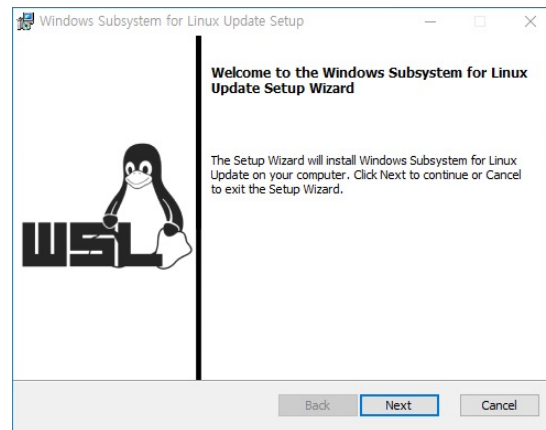 Windows Subsystem for Linux Update Setup
Welcome to the Windows Subsystem for Linux
Update Setup Wizard
The Setup Wizard will install Windows Subsystem for Linux
Update on your computer. Click Next to continue or Cancel
to exit the Setup Wizard.
WSL
Back Next Cancel